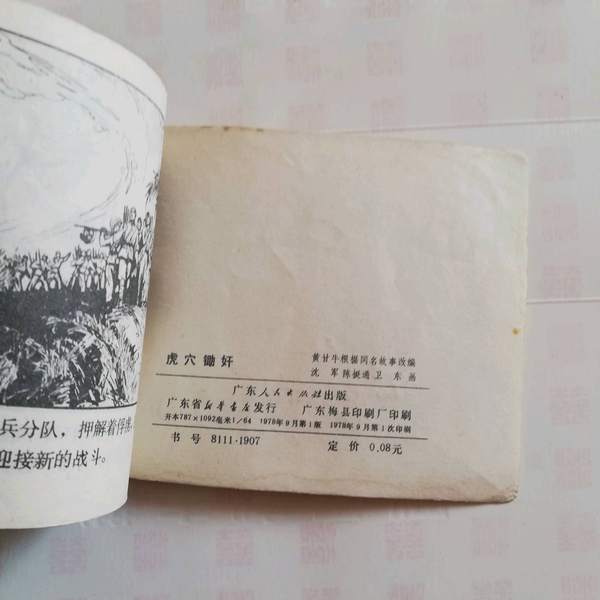 兵分队，押解着俘
迎接新的战斗。
虎穴锄奸
黄甘牛根据同名故事改编
沈军 陈挺通 卫东 画
广东人民出版社出版
广东省新华书店发行 广东梅县印刷厂印刷
开本787×1092毫米1/64 1978年9月第1版 1978年9月第1次印刷
书号 8111·1907 定价 0.08元